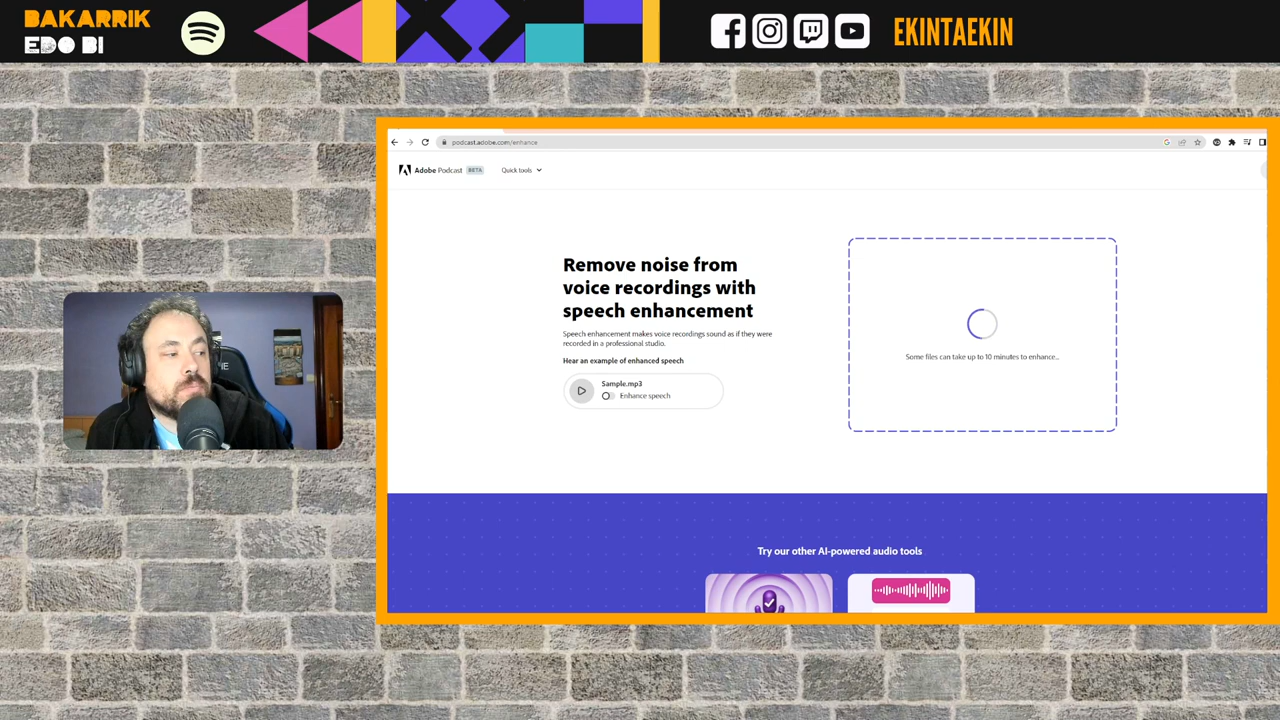 BAKARRIK
EDO BI
EKINTAEKIN
podcast.adobe.com/enhance
Adobe Podcast BETA Quick tools
Remove noise from
voice recordings with
speech enhancement
Speech enhancement makes voice recordings sound as if they were
recorded in a professional studio.
Hear an example of enhanced speech
Sample.mp3
Enhance speech
Some files can take up to 10 minutes to enhance...
Try our other AI-powered audio tools